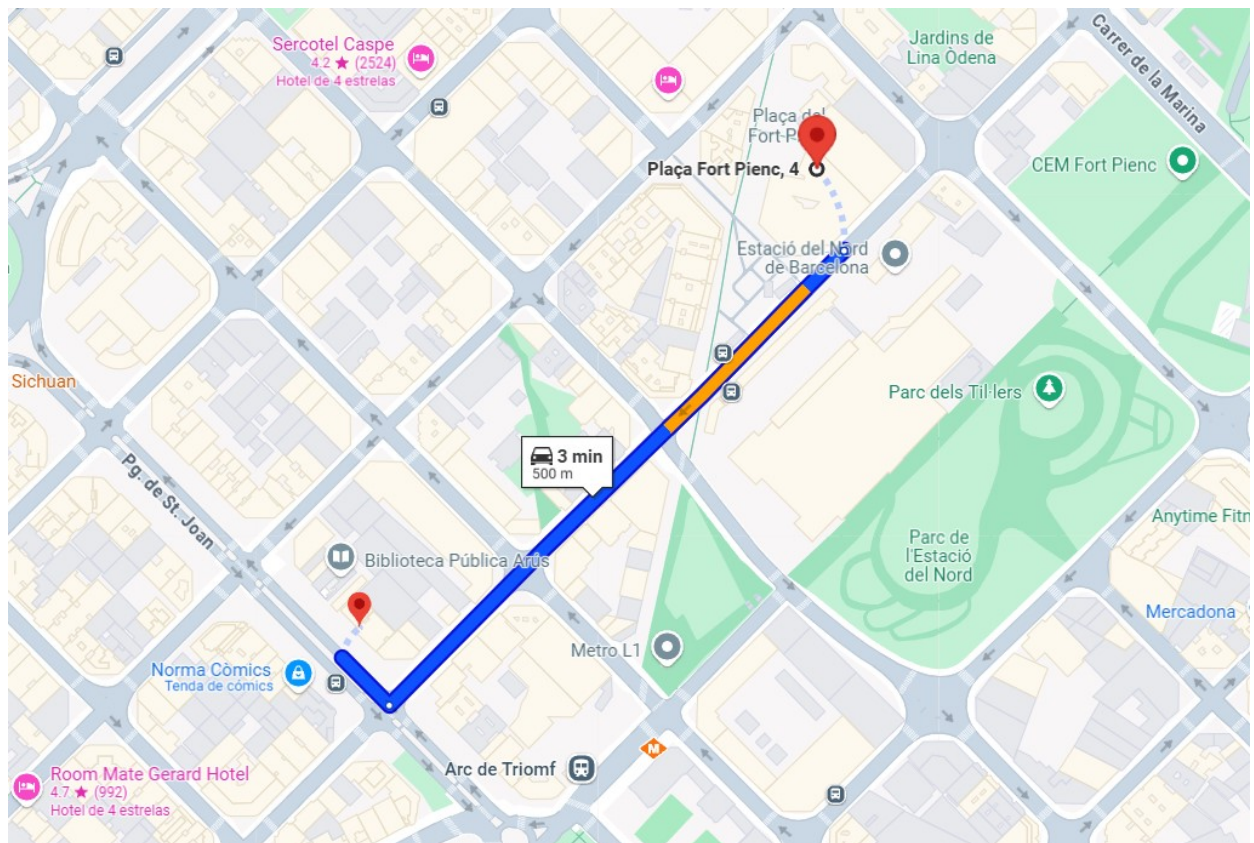 Sercotel Caspe
4.2 ★ (2524)
Hotel de 4 estrelas
Jardins de
Lina Òdena
Carrer de la Marina
Plaça del
Fort P
Plaça Fort Pienc, 4
CEM Fort Pienc
Estació del Nord
de Barcelona
Sichuan
Parc dels Til·lers
3 min
500 m
Pg. de St. Joan
Anytime Fitn
Biblioteca Pública Arús
Parc de
l'Estació
del Nord
Mercadona
Metro L1
Norma Còmics
Tenda de cómics
M
Arc de Triomf
Room Mate Gerard Hotel
4.7 ★ (992)
Hotel de 4 estrelas